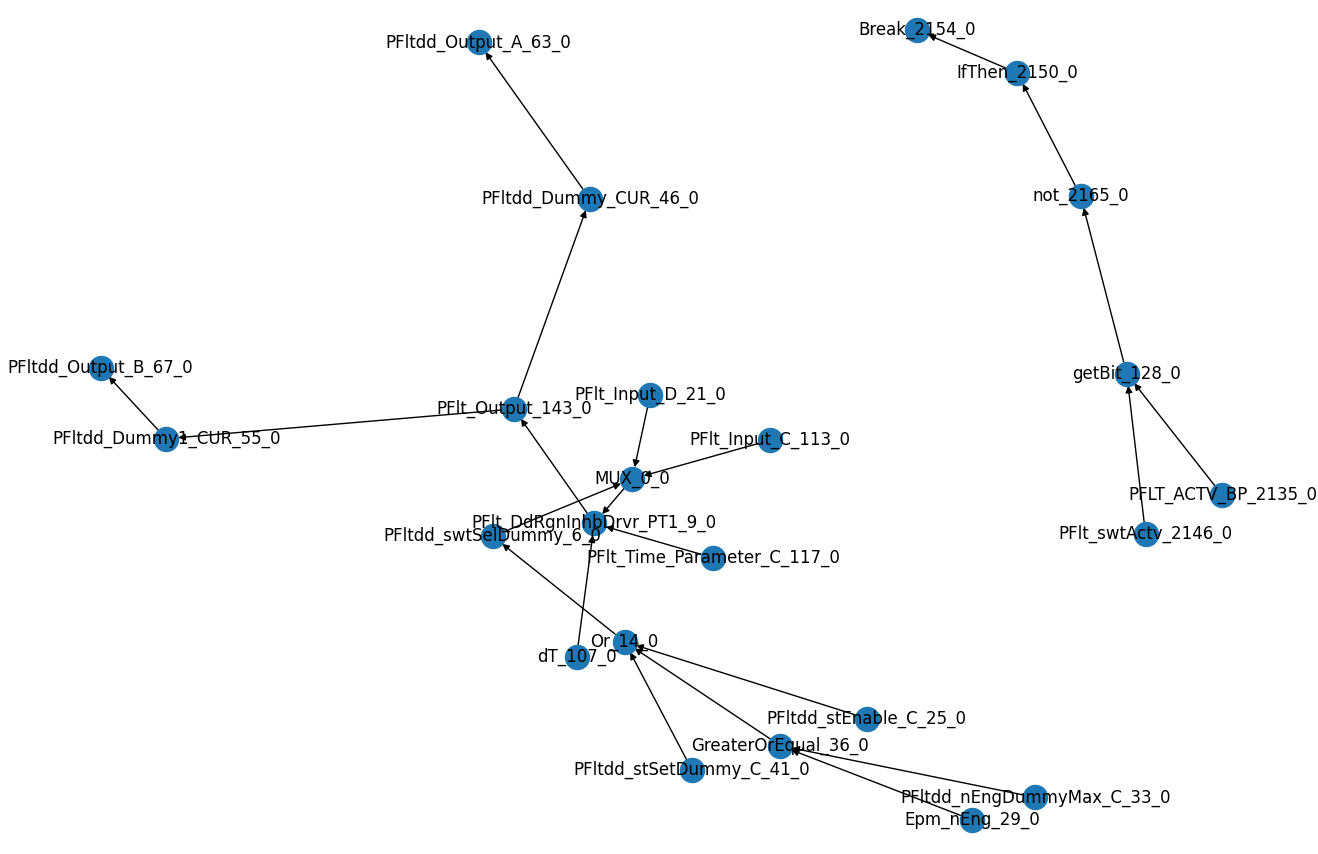 Break_2154_0
PFltdd_Output_A_63_0
IfThen_2150_0
not_2165_0
PFltdd_Dummy_CUR_46_0
PFltdd_Output_B_67_0
getBit_128_0
PFlt_Input_D_21_0
PFlt_Output_143_0
PFltdd_Dummy1_CUR_55_0
PFlt_Input_C_113_0
MUX_0_0
PFLT_ACTV_BP_2135_0
PFlt_DdRgnInhbDrvr_PT1_9_0
PFltdd_swtSelDummy_6_0
PFlt_swtActv_2146_0
PFlt_Time_Parameter_C_117_0
Or_14_0
dT_107_0
PFltdd_stEnable_C_25_0
GreaterOrEqual_36_0
PFltdd_stSetDummy_C_41_0
PFltdd_nEngDummyMax_C_33_0
Epm_nEng_29_0